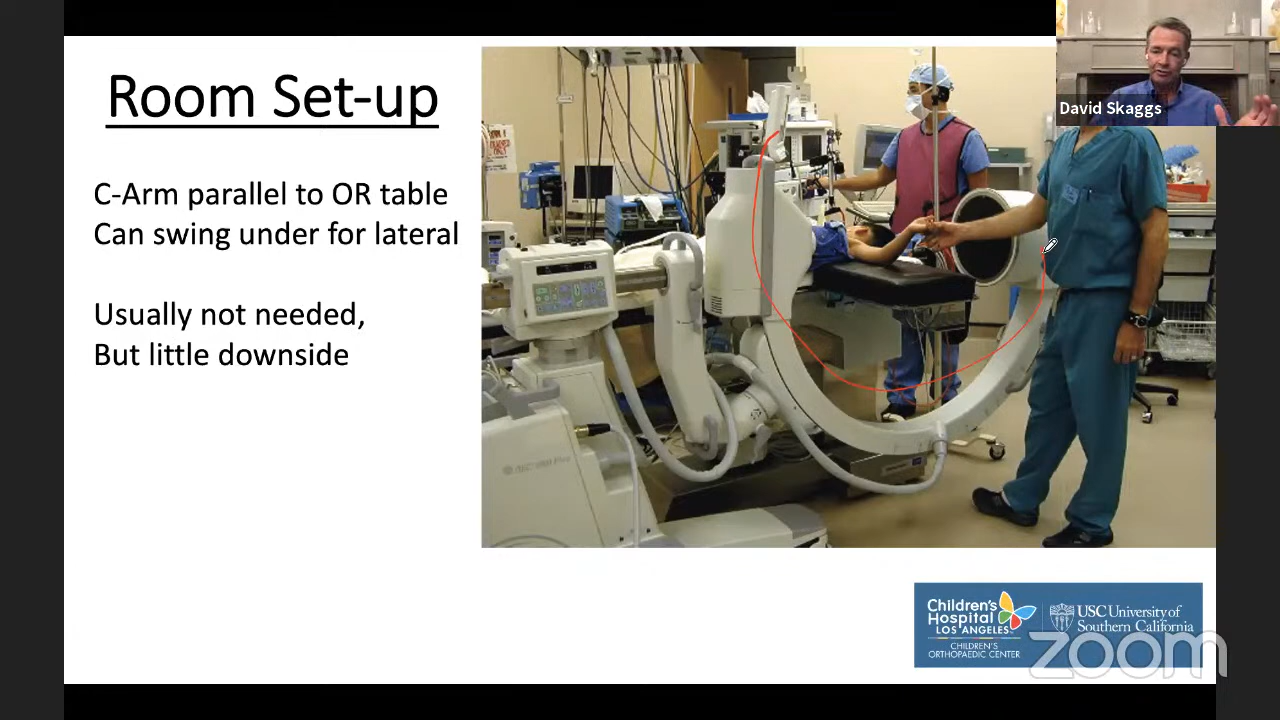 Room Set-up
C-Arm parallel to OR table
Can swing under for lateral
Usually not needed,
But little downside
David Skaggs
Children's
Hospital
LOS ANGELES
CHILDREN'S
ORTHOPAEDIC CENTER
USC University of
Southern California
zoom